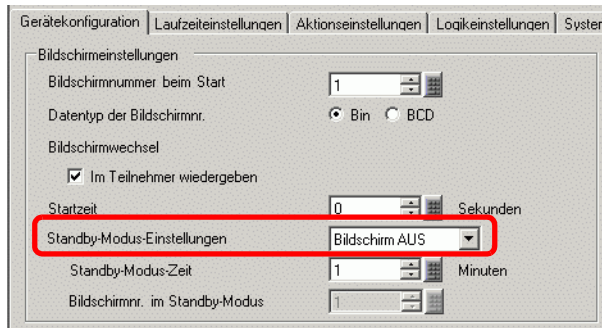 Gerätekonfiguration Laufzeiteinstellungen Aktionseinstellungen Logikeinstellungen System
Bildschirmeinstellungen
Bildschirmnummer beim Start 1
Datentyp der Bildschirmnr. Bin BCD
Bildschirmwechsel
Im Teilnehmer wiedergeben
Startzeit 0 Sekunden
Standby-Modus-Einstellungen Bildschirm AUS
Standby-Modus-Zeit 1 Minuten
Bildschirmnr. im Standby-Modus 1